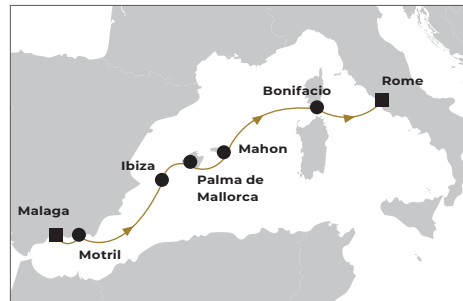 Rome
Bonifacio
Mahon
Ibiza
Palma de
Mallorca
Malaga
Motril